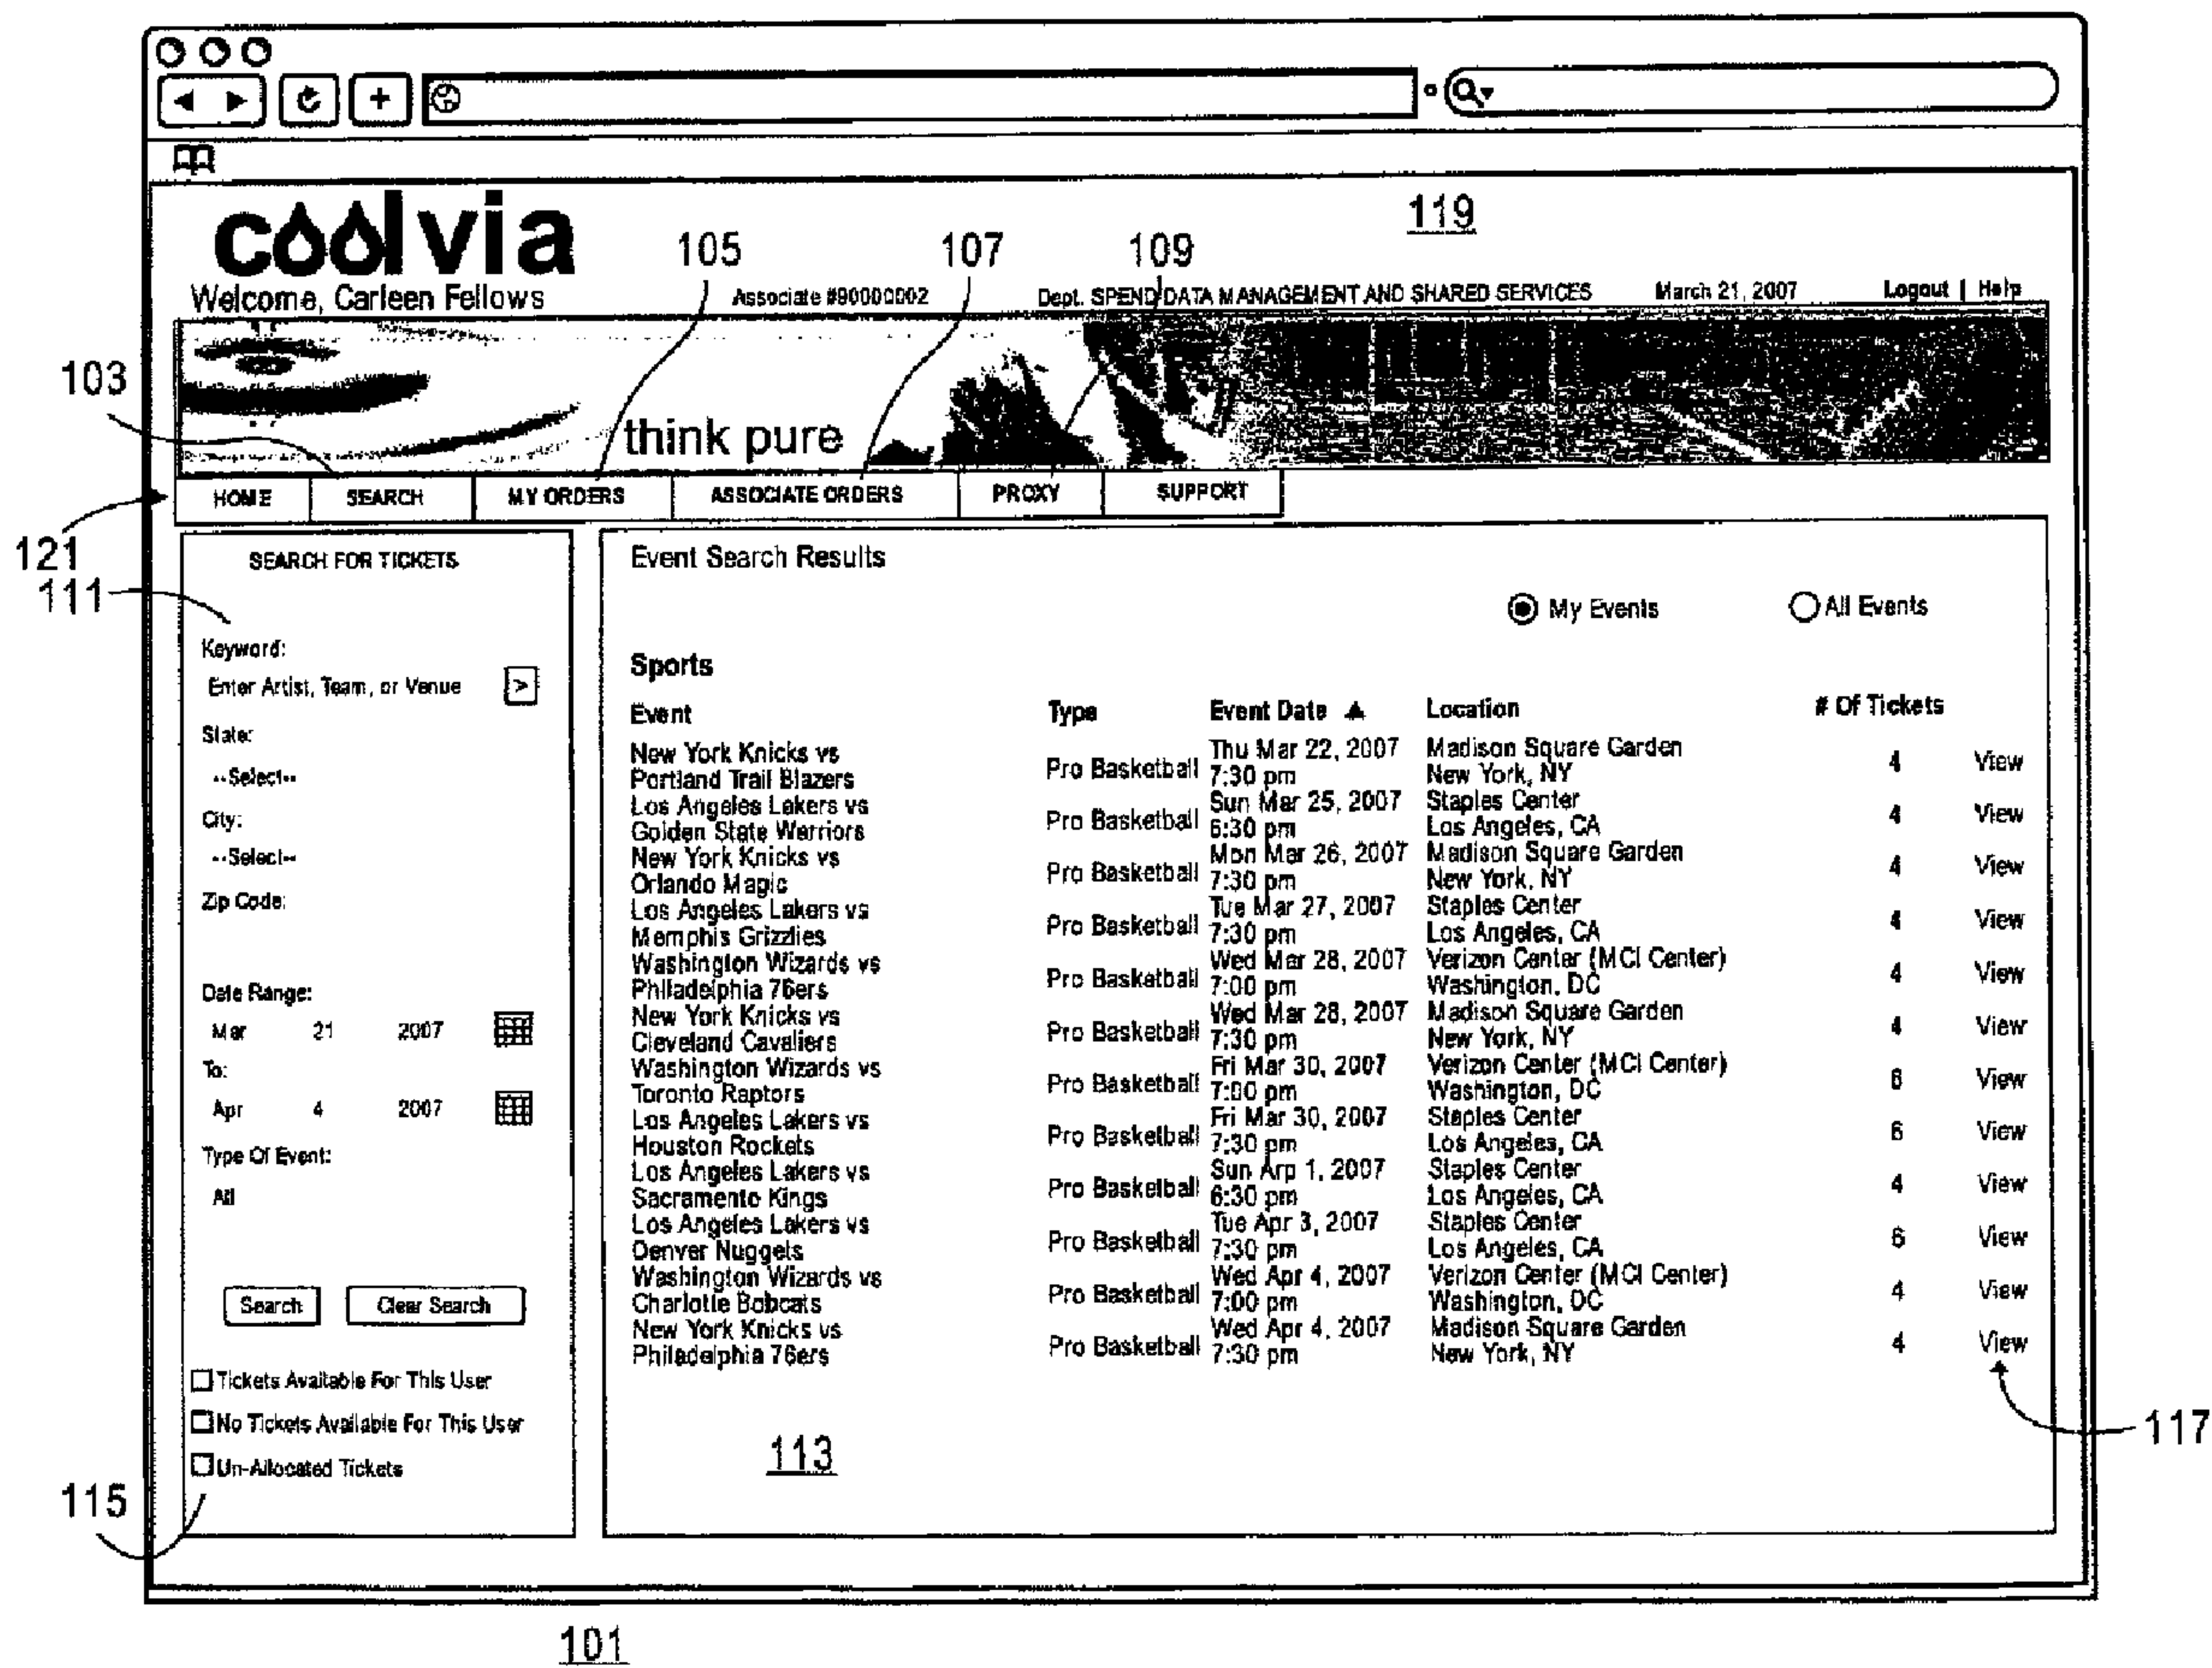 coolvia
119
105
107
109
Welcome, Carleen Fellows
Associate #90000002
Dept. SPEND DATA MANAGEMENT AND SHARED SERVICES
March 21, 2007
Logout | Help
103
think pure
HOME
SEARCH
MY ORDERS
ASSOCIATE ORDERS
PROXY
SUPPORT
121
111
SEARCH FOR TICKETS
Keyword:
Enter Artist, Team, or Venue >
State:
--Select--
City:
--Select--
Zip Code:
Date Range:
Mar 21 2007
To:
Apr 4 2007
Type Of Event:
All
Search
Clear Search
Tickets Available For This User
No Tickets Available For This User
Un-Allocated Tickets
115
Event Search Results
My Events
All Events
Sports
Event Type Event Date ▲ Location # Of Tickets
New York Knicks vs Thu Mar 22, 2007 Madison Square Garden
Portland Trail Blazers Pro Basketball 7:30 pm New York, NY 4 View
Los Angeles Lakers vs Sun Mar 25, 2007 Staples Center
Golden State Warriors Pro Basketball 6:30 pm Los Angeles, CA 4 View
New York Knicks vs Mon Mar 26, 2007 Madison Square Garden
Orlando Magic Pro Basketball 7:30 pm New York, NY 4 View
Los Angeles Lakers vs Tue Mar 27, 2007 Staples Center
Memphis Grizzlies Pro Basketball 7:30 pm Los Angeles, CA 4 View
Washington Wizards vs Wed Mar 28, 2007 Verizon Center (MCI Center)
Philadelphia 76ers Pro Basketball 7:00 pm Washington, DC 4 View
New York Knicks vs Wed Mar 28, 2007 Madison Square Garden
Cleveland Cavaliers Pro Basketball 7:30 pm New York, NY 4 View
Washington Wizards vs Fri Mar 30, 2007 Verizon Center (MCI Center)
Toronto Raptors Pro Basketball 7:00 pm Washington, DC 6 View
Los Angeles Lakers vs Fri Mar 30, 2007 Staples Center
Houston Rockets Pro Basketball 7:30 pm Los Angeles, CA 6 View
Los Angeles Lakers vs Sun Arp 1, 2007 Staples Center
Sacramento Kings Pro Basketball 6:30 pm Los Angeles, CA 4 View
Los Angeles Lakers vs Tue Apr 3, 2007 Staples Center
Denver Nuggets Pro Basketball 7:30 pm Los Angeles, CA 6 View
Washington Wizards vs Wed Apr 4, 2007 Verizon Center (MCI Center)
Charlotte Bobcats Pro Basketball 7:00 pm Washington, DC 4 View
New York Knicks vs Wed Apr 4, 2007 Madison Square Garden
Philadelphia 76ers Pro Basketball 7:30 pm New York, NY 4 View
113
117
101